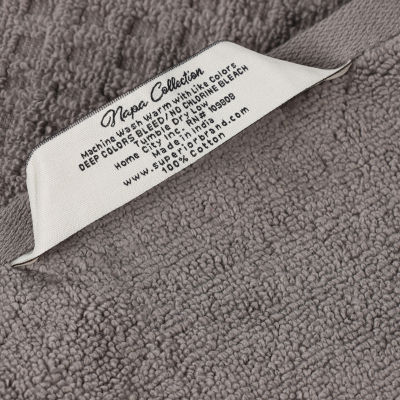 Napa Collection
Machine Wash Warm with Like Colors
DEEP COLORS BLEED/NO CHLORINE BLEACH
Tumble Dry Low
Home City Inc. RN# 109808
Made in India
www.superiorbrand.com
100% Cotton